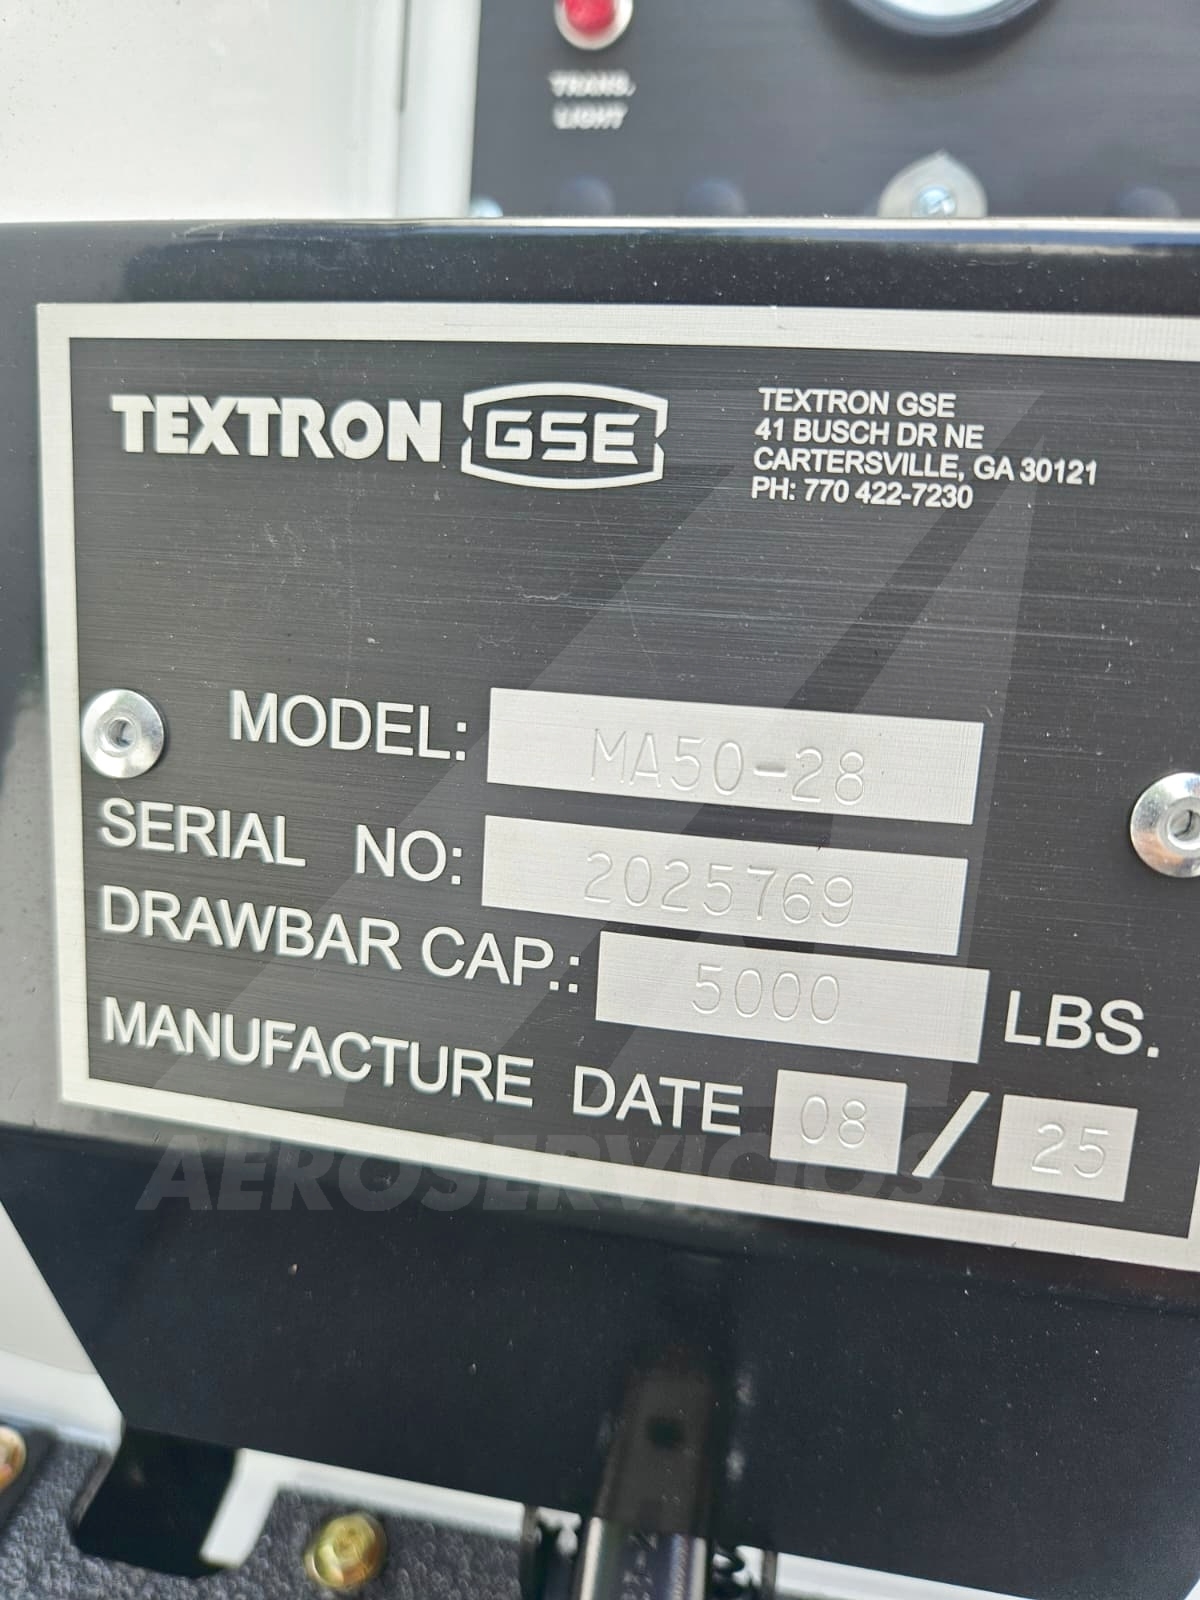 TRANS.
LIGHT
TEXTRON GSE
TEXTRON GSE
41 BUSCH DR NE
CARTERSVILLE, GA 30121
PH: 770 422-7230
MODEL: MA50-28
SERIAL NO: 2025769
DRAWBAR CAP.: 5000 LBS.
MANUFACTURE DATE 08 / 25
AEROSERVICIOS